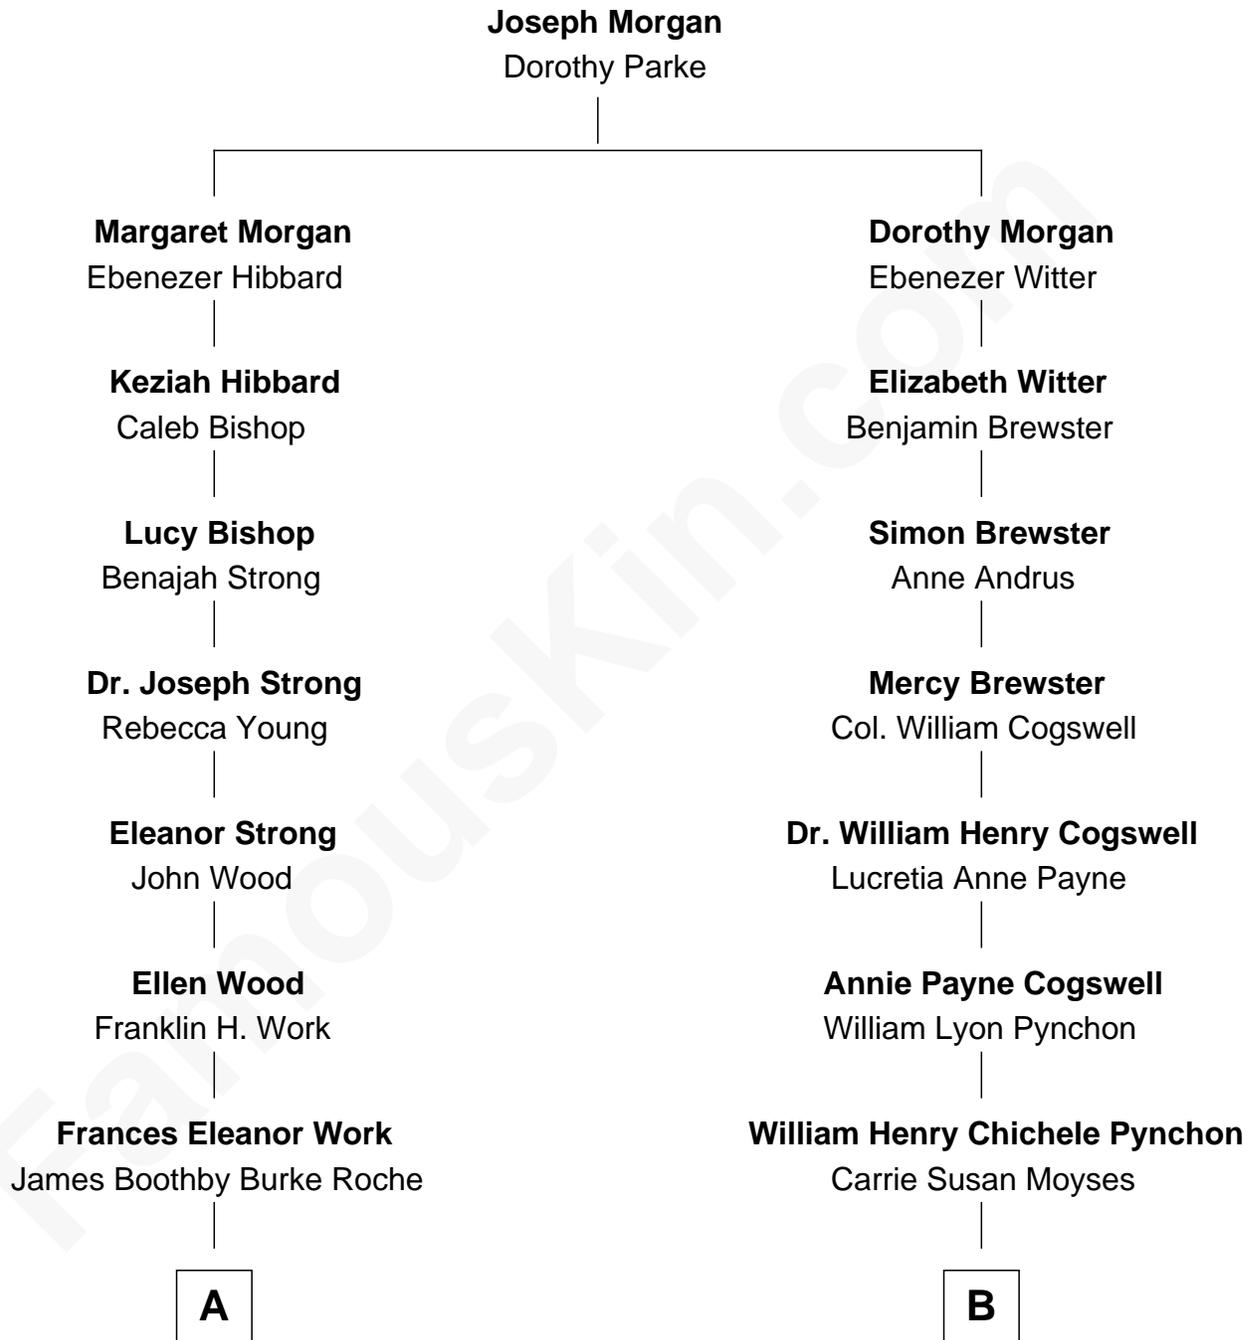 Joseph Morgan
Dorothy Parke
Margaret Morgan
Ebenezer Hibbard
Dorothy Morgan
Ebenezer Witter
Keziah Hibbard
Caleb Bishop
Elizabeth Witter
Benjamin Brewster
Lucy Bishop
Benajah Strong
Simon Brewster
Anne Andrus
Dr. Joseph Strong
Rebecca Young
Mercy Brewster
Col. William Cogswell
Eleanor Strong
John Wood
Dr. William Henry Cogswell
Lucretia Anne Payne
Ellen Wood
Franklin H. Work
Annie Payne Cogswell
William Lyon Pynchon
Frances Eleanor Work
James Boothby Burke Roche
William Henry Chichele Pynchon
Carrie Susan Moyses
A
B
FamousKin.com